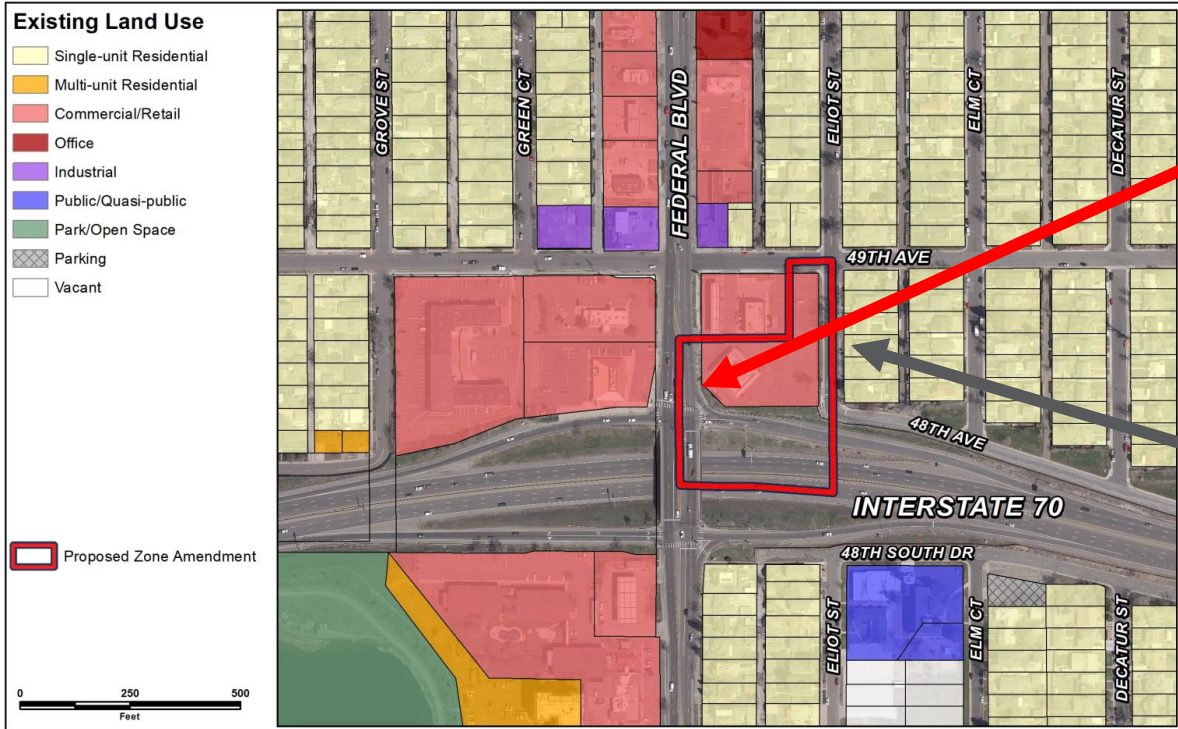 Existing Land Use
Single-unit Residential
Multi-unit Residential
Commercial/Retail
Office
Industrial
Public/Quasi-public
Park/Open Space
Parking
Vacant
Proposed Zone Amendment
0 250 500
Feet
GROVE ST
GREEN CT
FEDERAL BLVD
ELIOT ST
ELM CT
DECATUR ST
49TH AVE
48TH AVE
INTERSTATE 70
48TH SOUTH DR
ELIOT ST
ELM CT
DECATUR ST